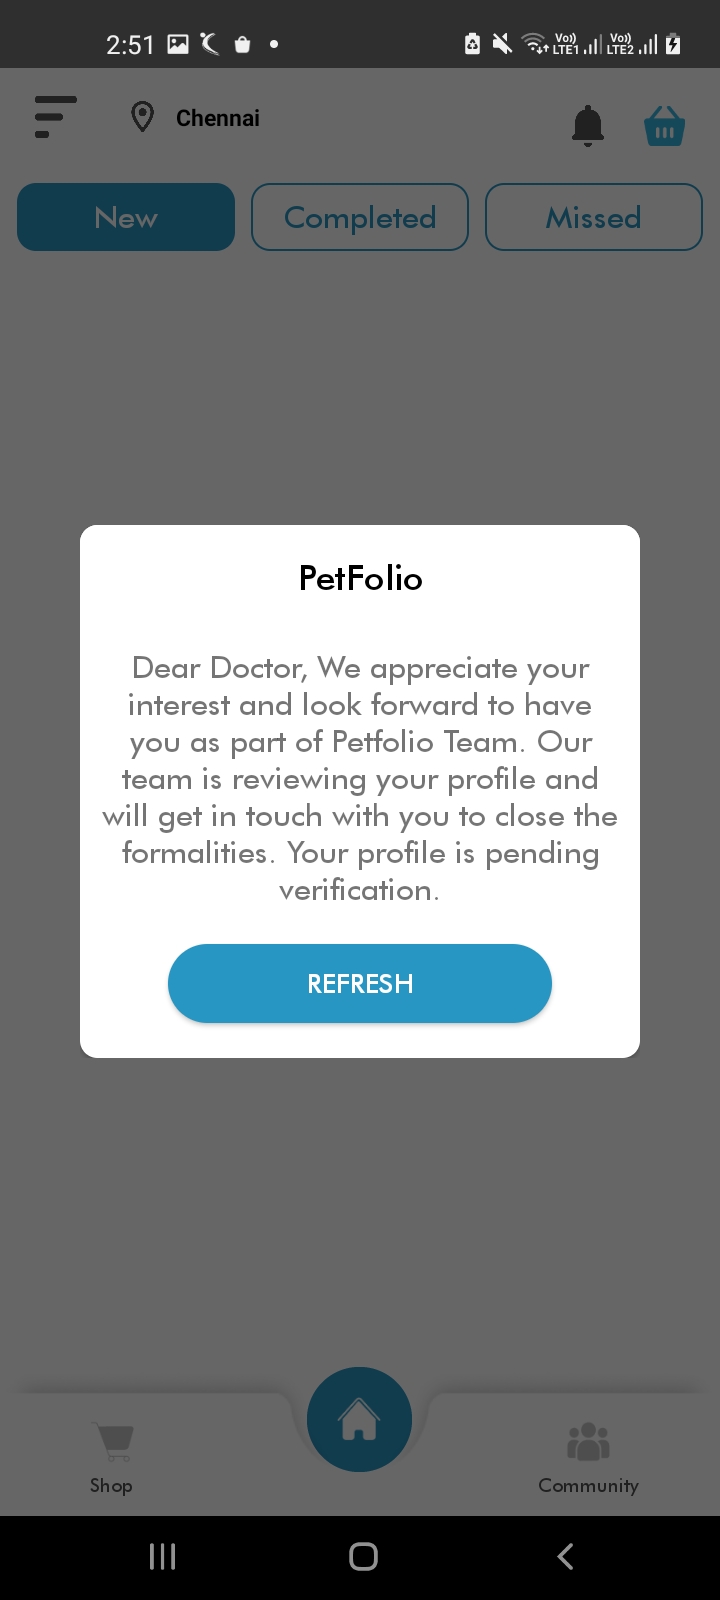 2:51
Vo)) LTE1 Vo)) LTE2
Chennai
New Completed Missed
PetFolio
Dear Doctor, We appreciate your
interest and look forward to have
you as part of Petfolio Team. Our
team is reviewing your profile and
will get in touch with you to close the
formalities. Your profile is pending
verification.
REFRESH
Shop
Community